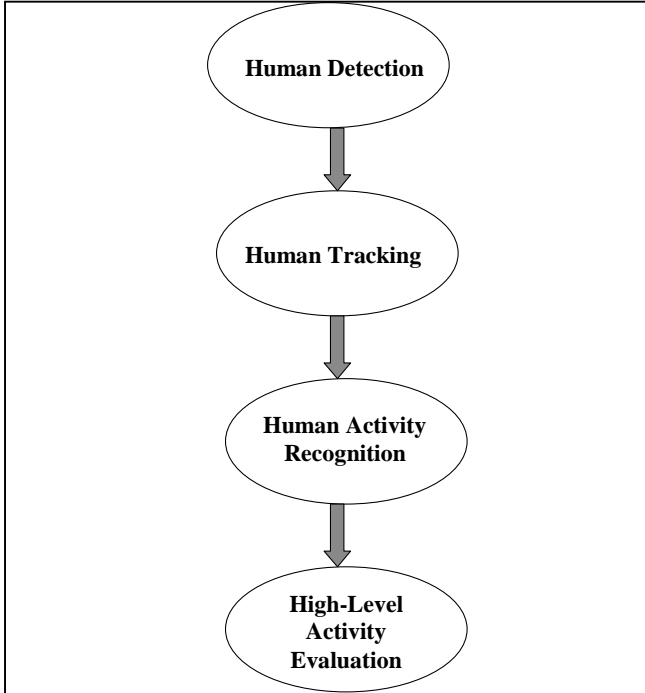 Human Detection
Human Tracking
Human Activity
Recognition
High-Level
Activity
Evaluation